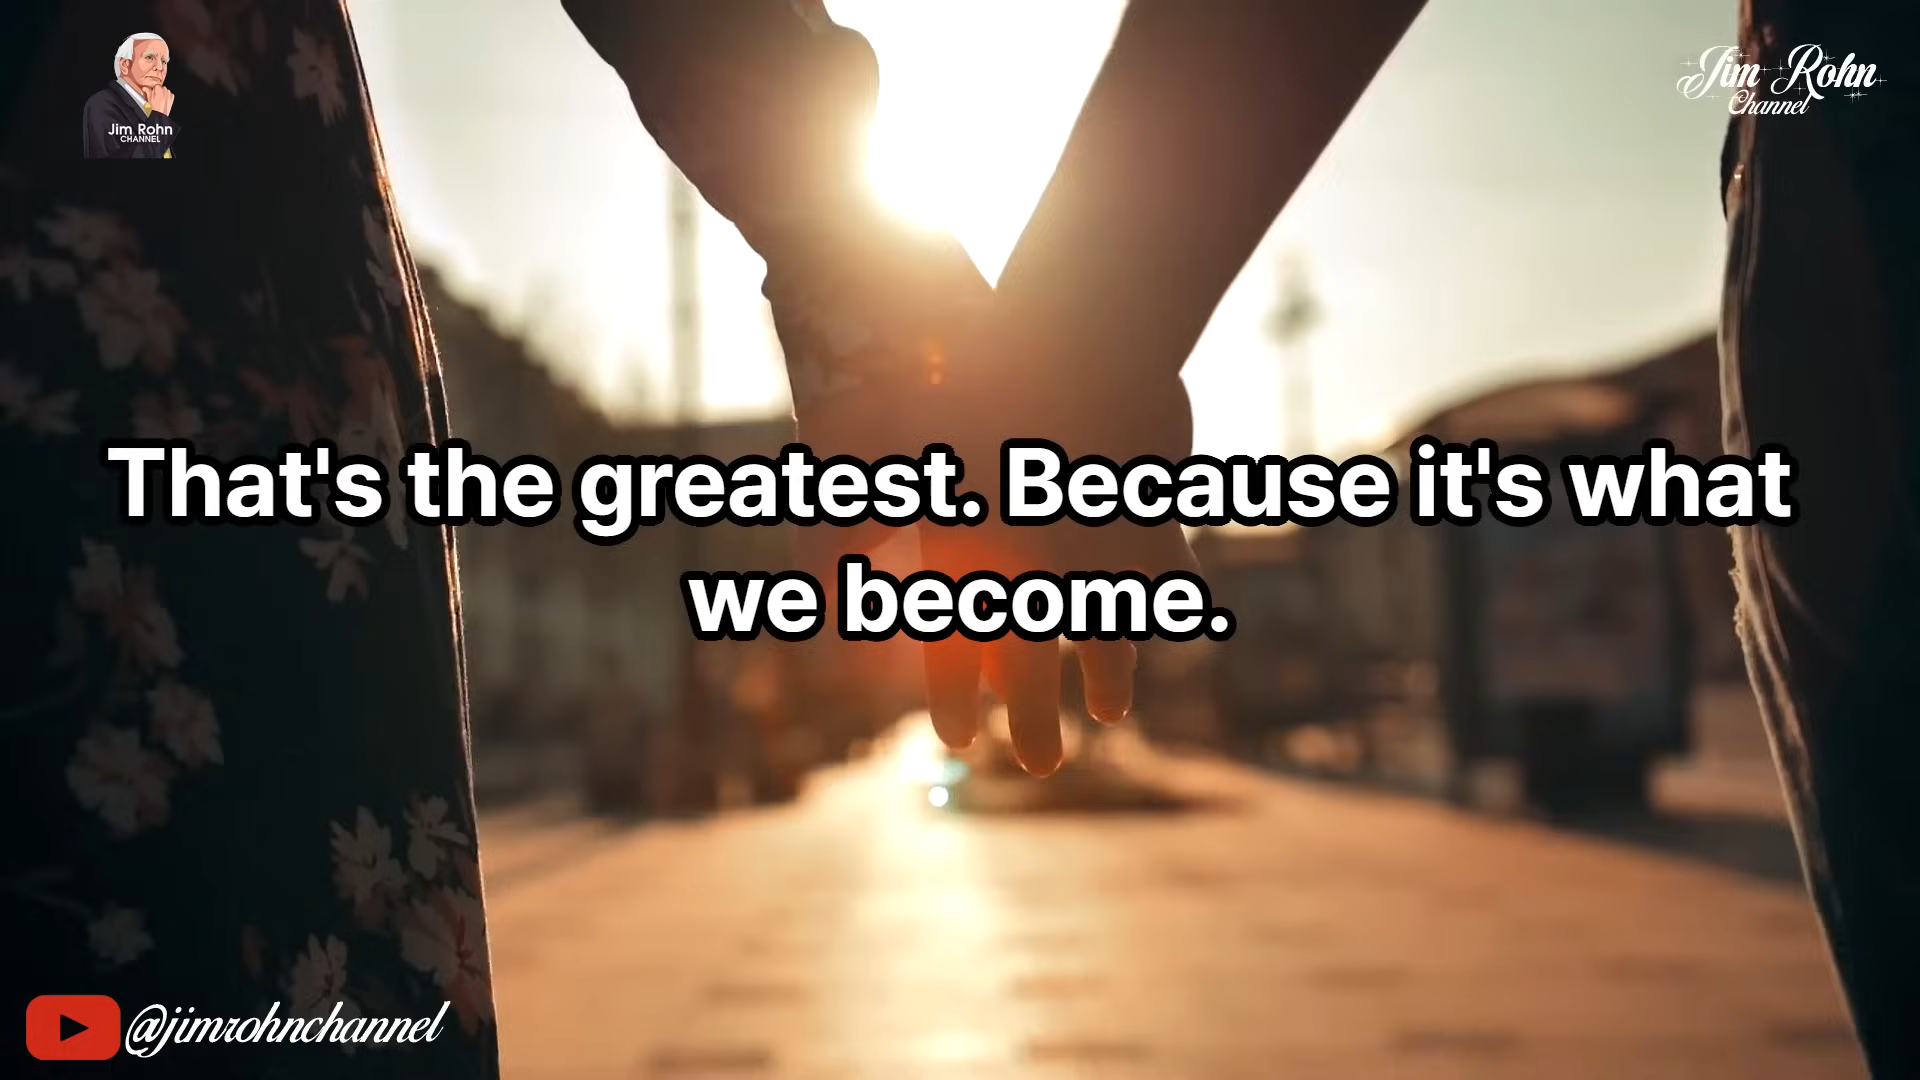 Jim Rohn
CHANNEL
Jim Rohn
Channel
That's the greatest. Because it's what
we become.
@jimrohnchannel